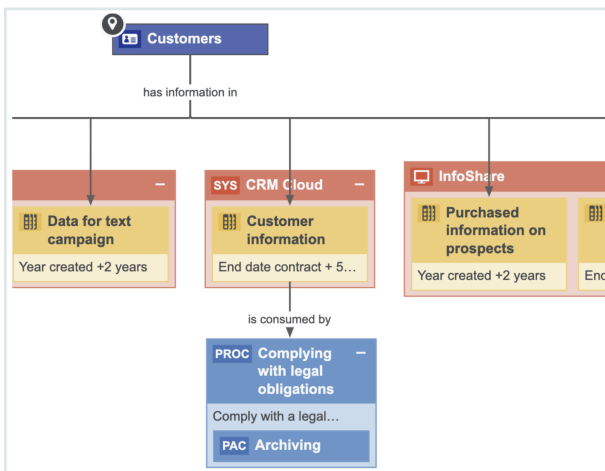 Customers
has information in
SYS CRM Cloud
InfoShare
Data for text
campaign
Year created +2 years
Customer
information
End date contract + 5…
Purchased
information on
prospects
Year created +2 years
End
is consumed by
PROC Complying
with legal
obligations
Comply with a legal…
PAC Archiving